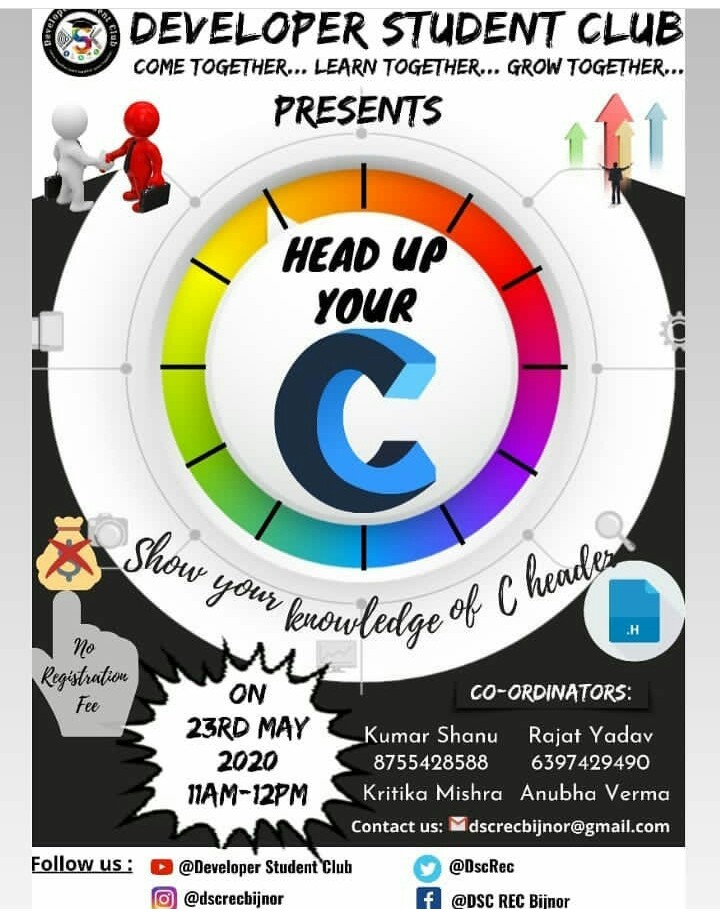 DEVELOPER STUDENT CLUB
COME TOGETHER... LEARN TOGETHER... GROW TOGETHER...
PRESENTS
HEAD UP
YOUR
C
Show your knowledge of C header
.H
No
Registration
Fee
ON
23RD MAY
2020
11AM-12PM
CO-ORDINATORS:
Kumar Shanu Rajat Yadav
8755428588 6397429490
Kritika Mishra Anubha Verma
Contact us: dscrecbijnor@gmail.com
Follow us : @Developer Student Club @DscRec
@dscrecbijnor @DSC REC Bijnor